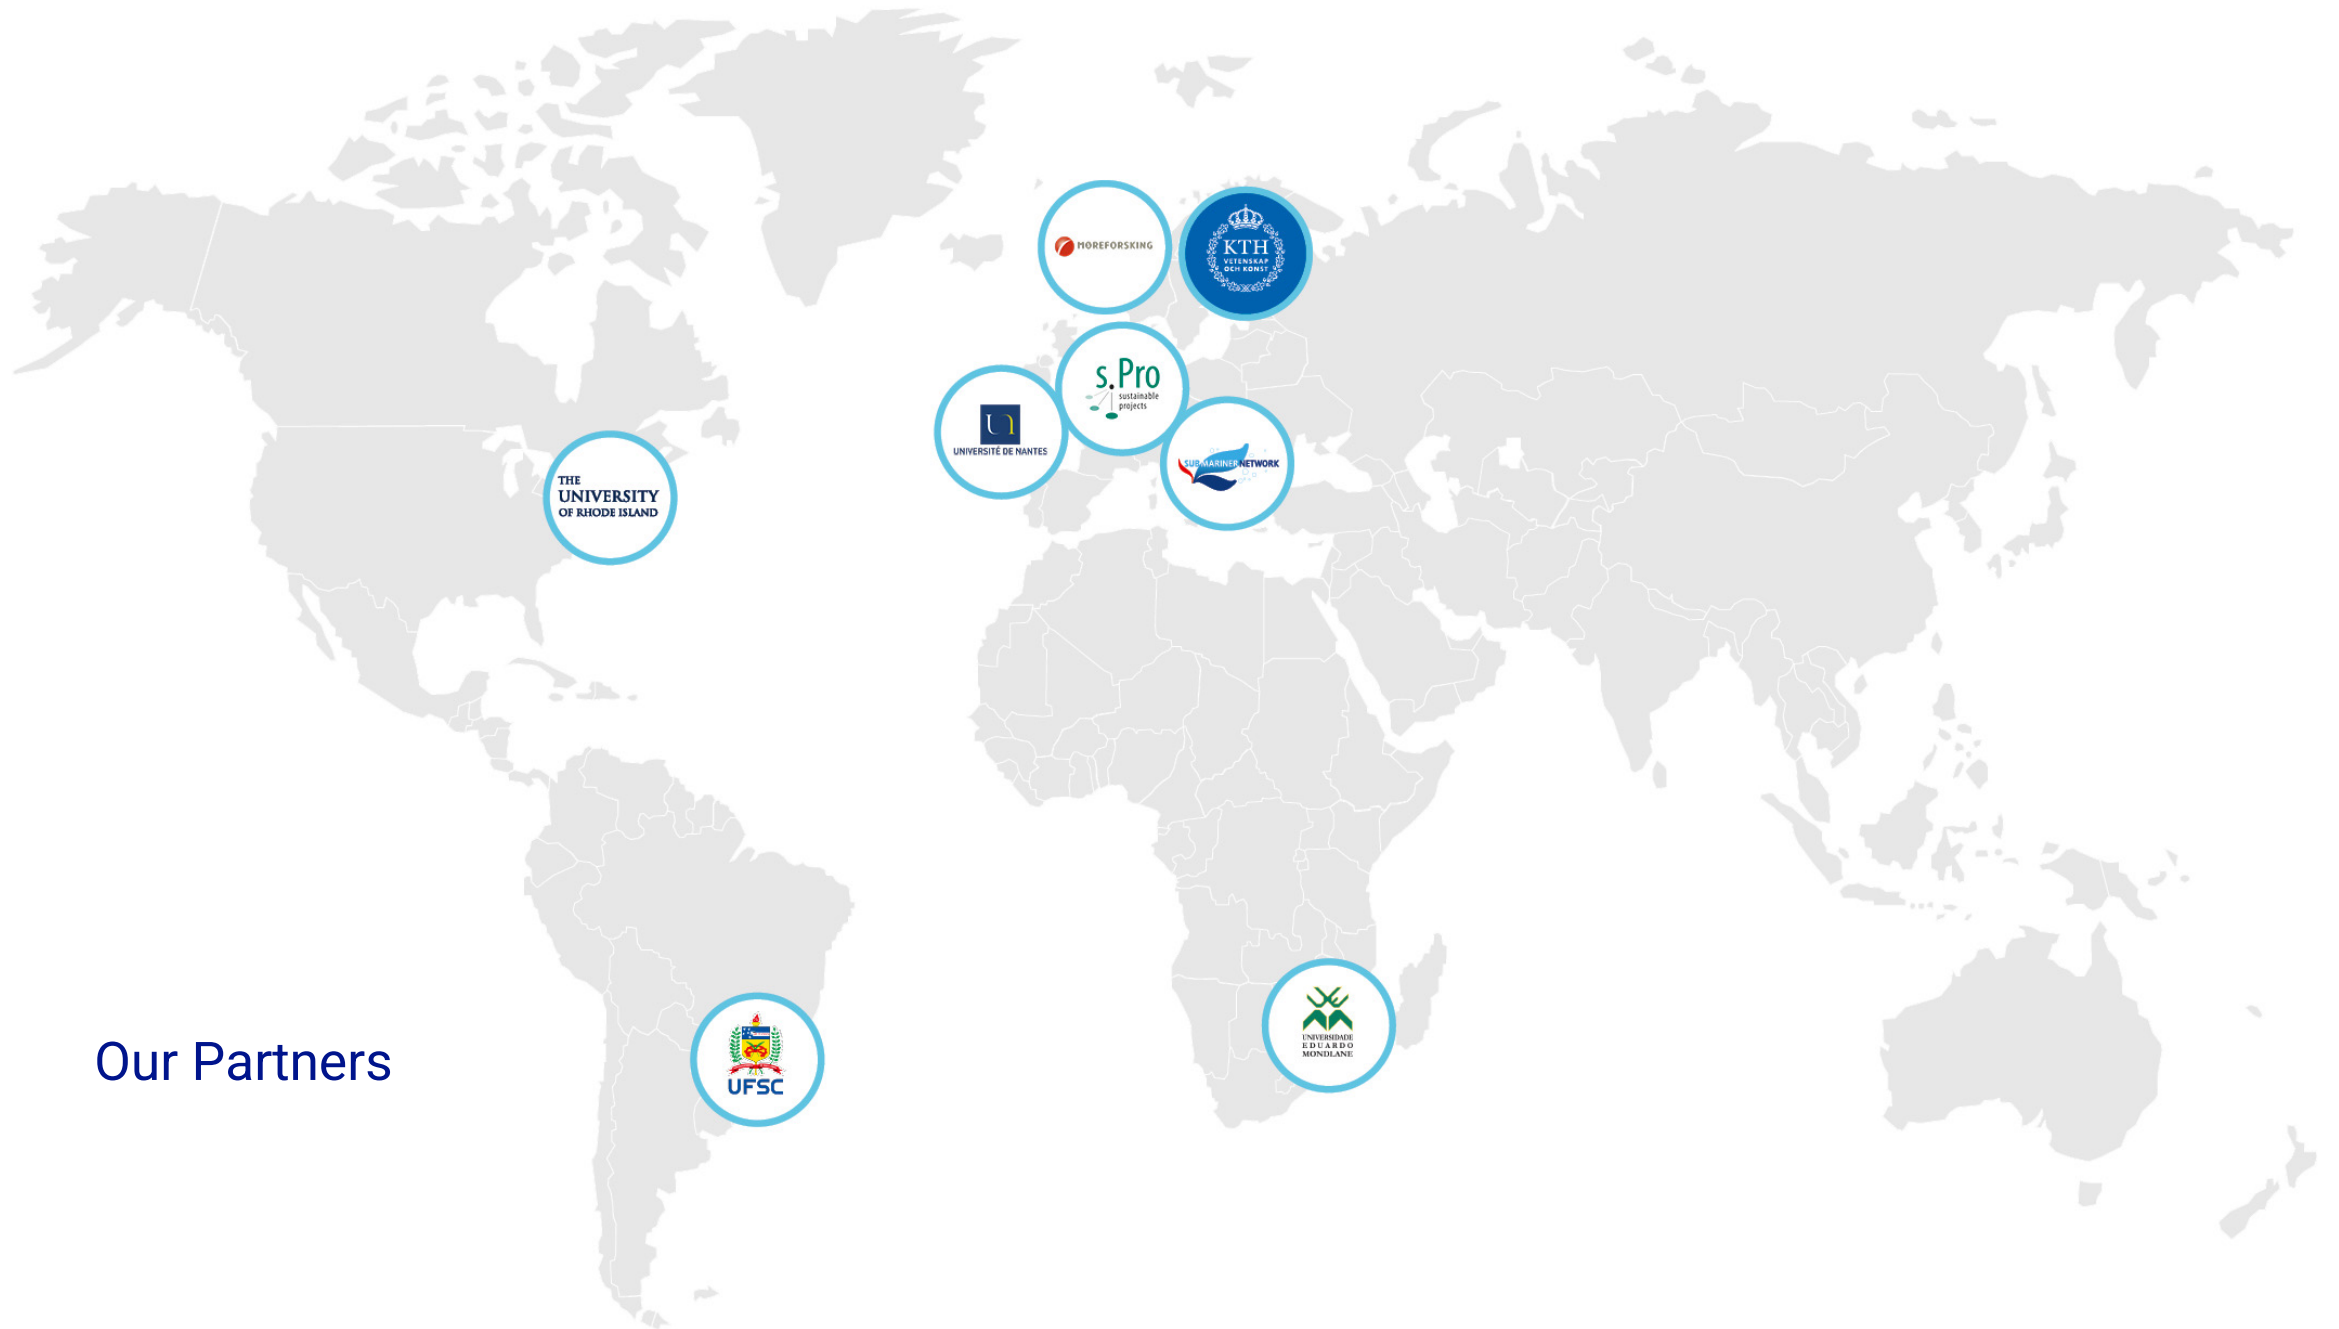 MØREFORSKING
KTH
VETENSKAP
OCH KONST
s.Pro
sustainable
projects
UNIVERSITÉ DE NANTES
SUBMARINER NETWORK
THE
UNIVERSITY
OF RHODE ISLAND
UNIVERSIDADE
EDUARDO
MONDLANE
UFSC
Our Partners